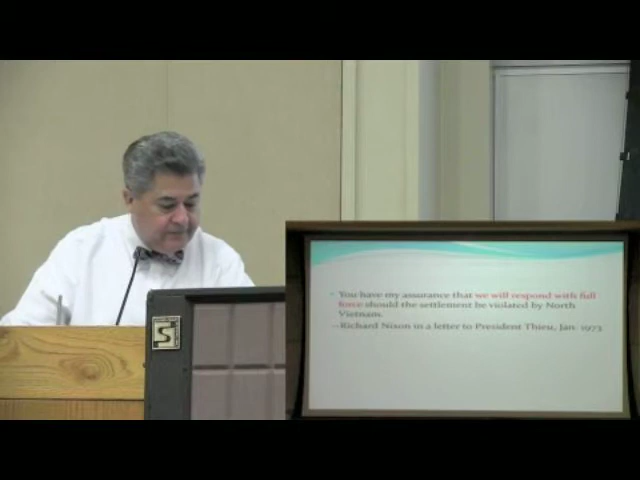 You have my assurance that we will respond with full
force should the settlement be violated by North
Vietnam.
--Richard Nixon in a letter to President Thieu, Jan. 1973
S